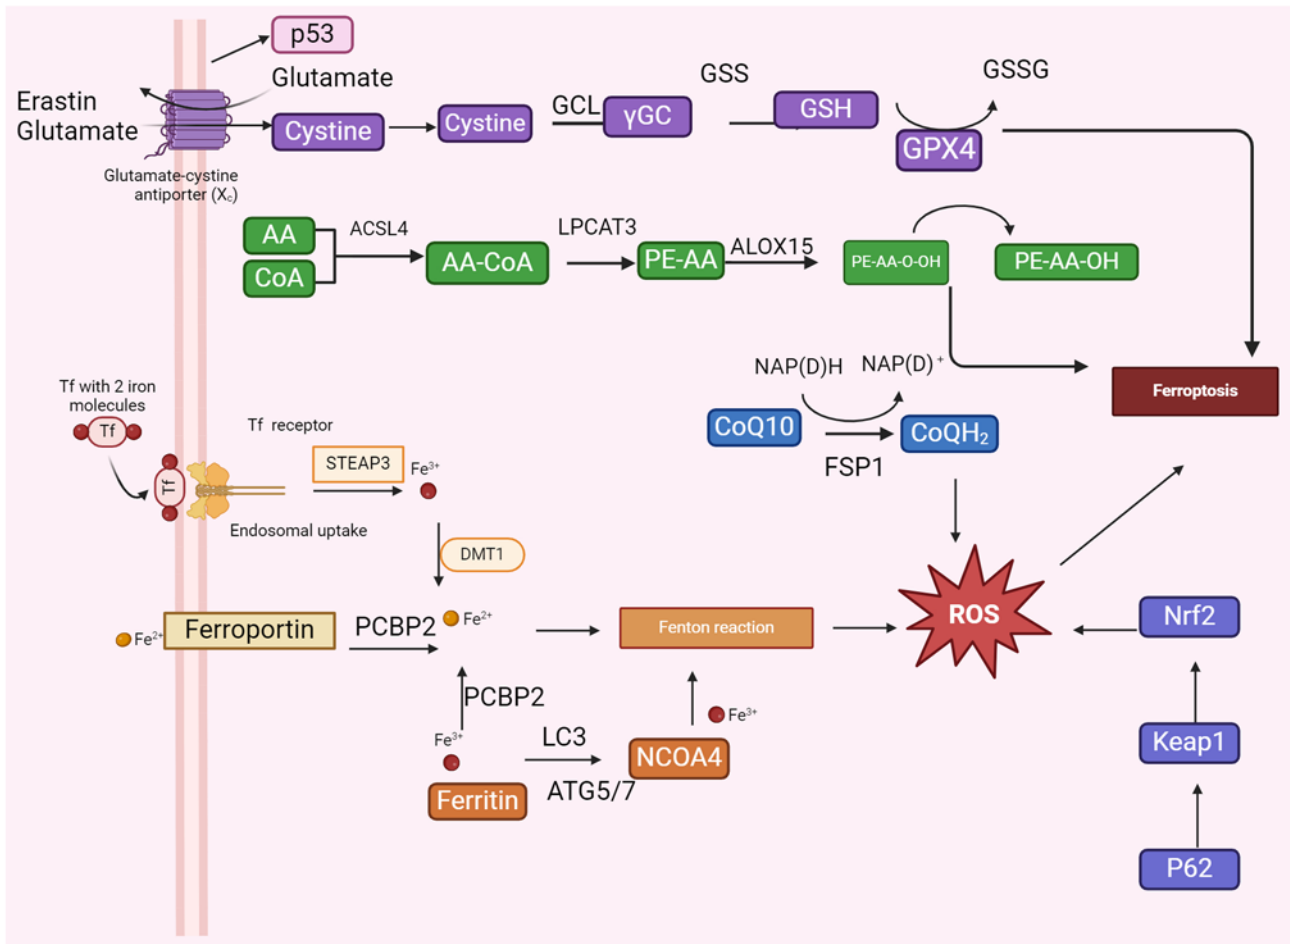 p53
Glutamate
Erastin
Glutamate
Cystine
Cystine
GCL
γGC
GSS
GSH
GSSG
GPX4
Glutamate-cystine
antiporter (Xc)
AA
CoA
ACSL4
AA-CoA
LPCAT3
PE-AA
ALOX15
PE-AA-O-OH
PE-AA-OH
NAP(D)H
NAP(D)⁺
Ferroptosis
CoQ10
CoQH₂
FSP1
Tf with 2 iron
molecules
Tf
Tf
Tf receptor
STEAP3
Fe³⁺
Endosomal uptake
DMT1
Fe²⁺
Ferroportin
PCBP2
Fe²⁺
Fenton reaction
ROS
Nrf2
PCBP2
Fe³⁺
Fe³⁺
LC3
NCOA4
Ferritin
ATG5/7
Keap1
P62